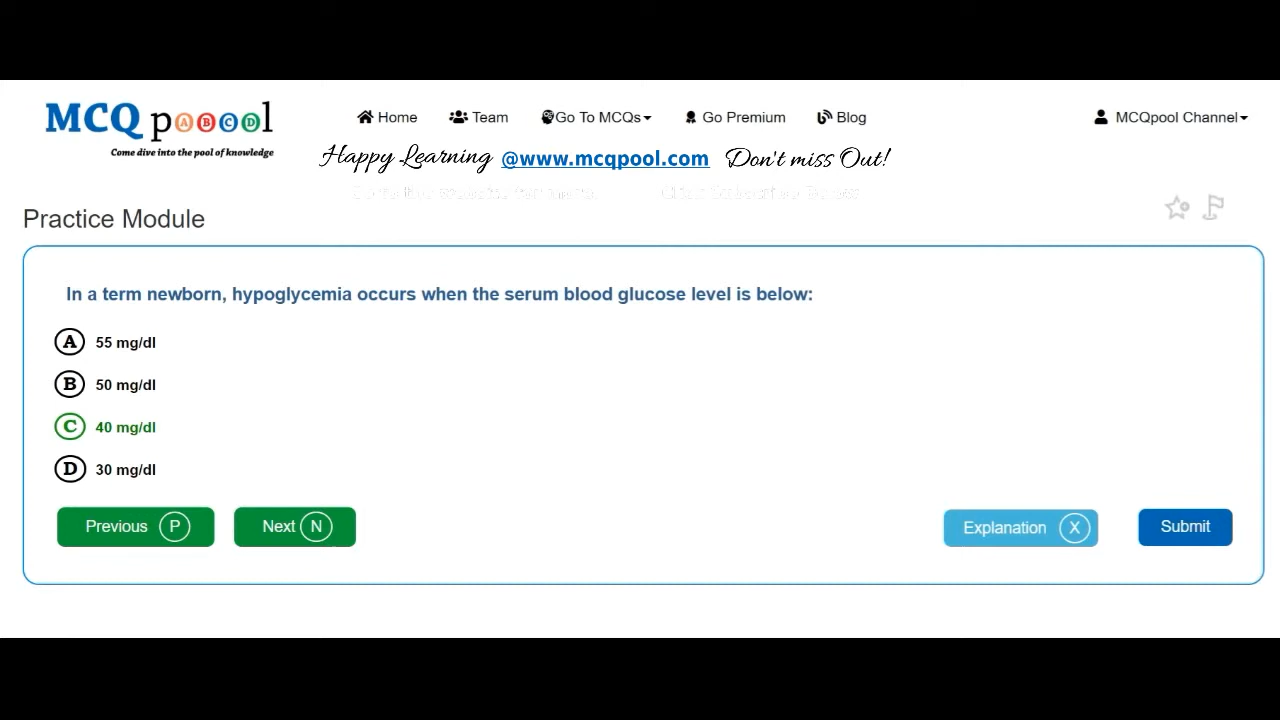 MCQ pABCDl
Come dive into the pool of knowledge
Home Team Go To MCQs Go Premium Blog MCQpool Channel
Happy Learning @www.mcqpool.com Don't miss Out!
Practice Module
In a term newborn, hypoglycemia occurs when the serum blood glucose level is below:
A 55 mg/dl
B 50 mg/dl
C 40 mg/dl
D 30 mg/dl
Previous P Next N Explanation X Submit